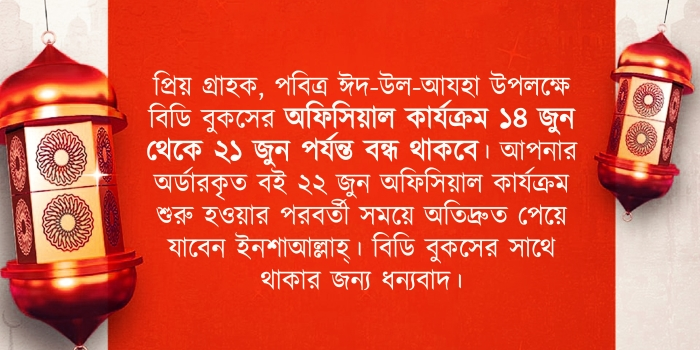 প্রিয় গ্রাহক, পবিত্র ঈদ-উল-আযহা উপলক্ষে
বিডি বুকসের অফিসিয়াল কার্যক্রম ১৪ জুন
থেকে ২১ জুন পর্যন্ত বন্ধ থাকবে। আপনার
অর্ডারকৃত বই ২২ জুন অফিসিয়াল কার্যক্রম
শুরু হওয়ার পরবর্তী সময়ে অতিদ্রুত পেয়ে
যাবেন ইনশাআল্লাহ্। বিডি বুকসের সাথে
থাকার জন্য ধন্যবাদ।